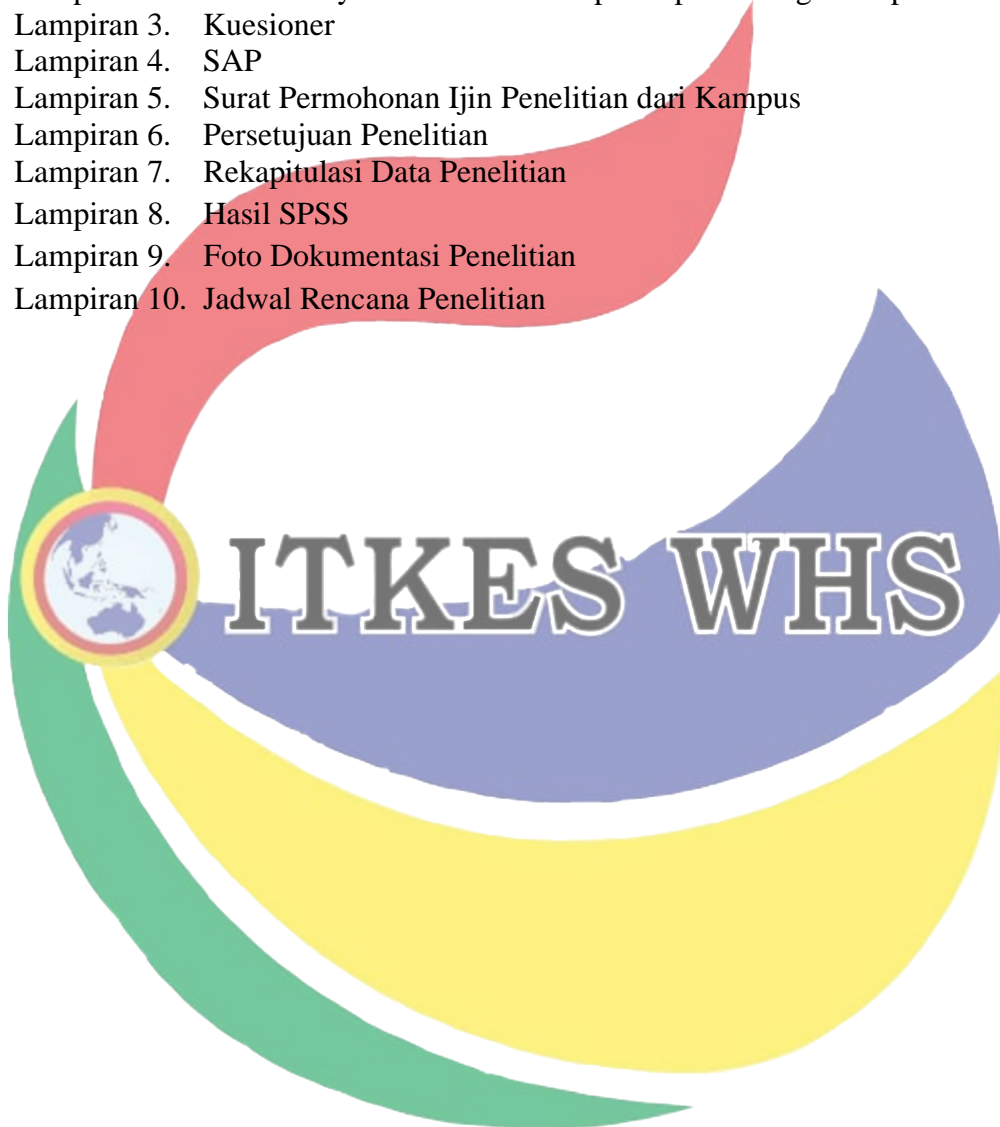 Lampiran 3. Kuesioner
Lampiran 4. SAP
Lampiran 5. Surat Permohonan Ijin Penelitian dari Kampus
Lampiran 6. Persetujuan Penelitian
Lampiran 7. Rekapitulasi Data Penelitian
Lampiran 8. Hasil SPSS
Lampiran 9. Foto Dokumentasi Penelitian
Lampiran 10. Jadwal Rencana Penelitian
ITKES WHS